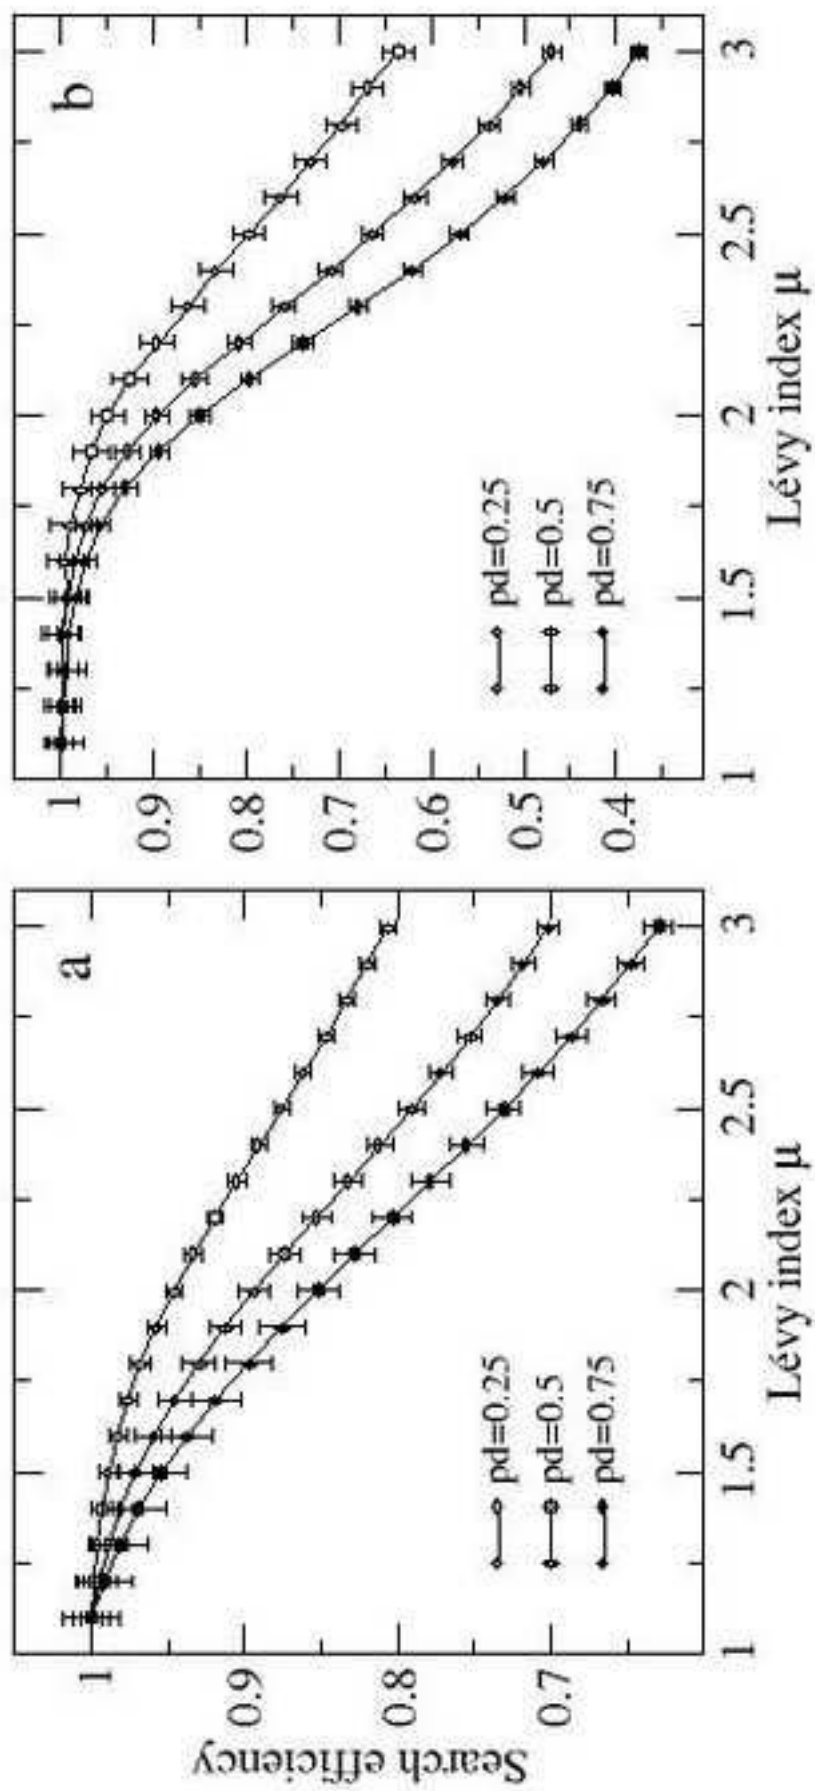 a
Search efficiency
1
0.9
0.8
0.7
pd=0.25
pd=0.5
pd=0.75
1
1.5
2
2.5
3
Lévy index μ
b
1
0.9
0.8
0.7
0.6
0.5
0.4
pd=0.25
pd=0.5
pd=0.75
1
1.5
2
2.5
3
Lévy index μ